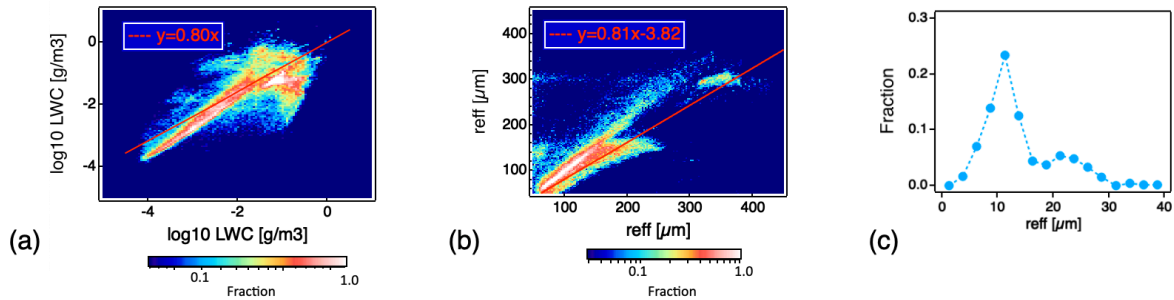 (a)
---- y=0.80x
log10 LWC [g/m3]
0
-2
-4
-4 -2 0
log10 LWC [g/m3]
0.1 1.0
Fraction
(b)
---- y=0.81x-3.82
reff [µm]
400
300
200
100
100 200 300 400
reff [µm]
0.1 1.0
Fraction
(c)
Fraction
0.3
0.2
0.1
0.0
0 10 20 30 40
reff [µm]